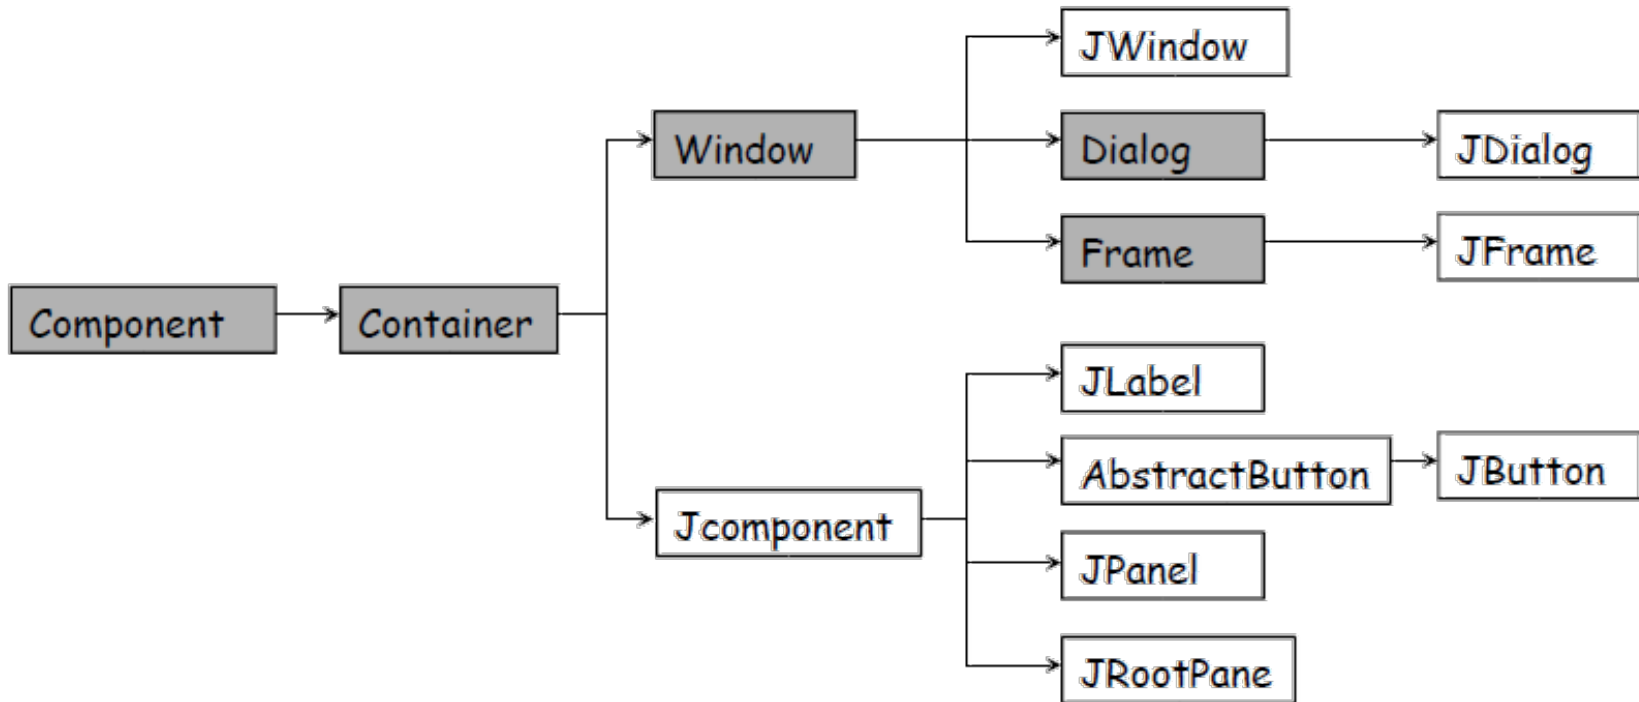 JWindow
Window
Dialog
JDialog
Frame
JFrame
Component
Container
JLabel
AbstractButton
JButton
Jcomponent
JPanel
JRootPane